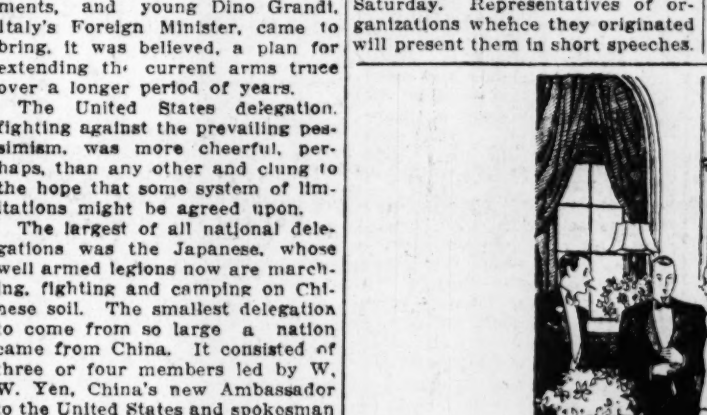 ments, and young Dino Grandi,
Italy's Foreign Minister, came to
bring, it was believed, a plan for
extending the current arms truce
over a longer period of years.
The United States delegation,
fighting against the prevailing pes-
simism, was more cheerful, per-
haps, than any other and clung to
the hope that some system of lim-
itations might be agreed upon.
The largest of all national dele-
gations was the Japanese, whose
well armed legions now are march-
ing, fighting and camping on Chi-
nese soil. The smallest delegation
to come from so large a nation
came from China. It consisted of
three or four members led by W.
W. Yen, China's new Ambassador
to the United States and spokosman
Saturday. Representatives of or-
ganizations whehce they originated
will present them in short speeches.